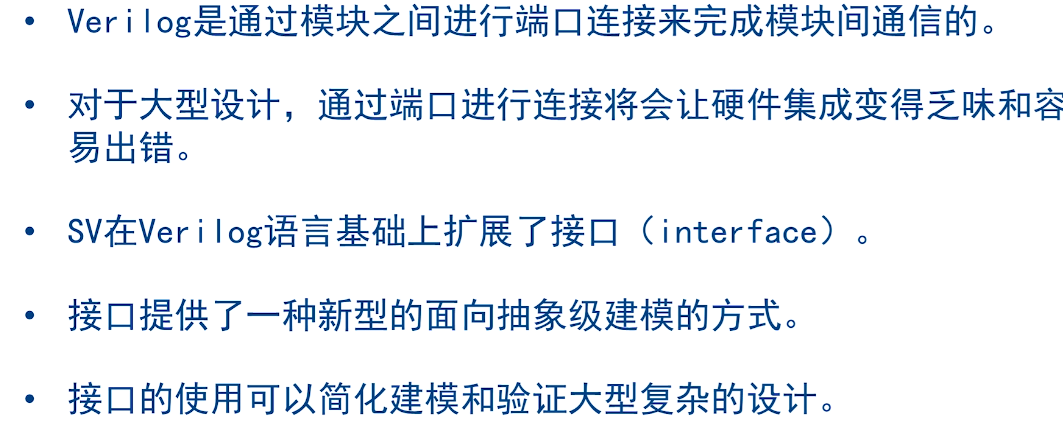 • Verilog是通过模块之间进行端口连接来完成模块间通信的。
• 对于大型设计，通过端口进行连接将会让硬件集成变得乏味和容
易出错。
• SV在Verilog语言基础上扩展了接口（interface）。
• 接口提供了一种新型的面向抽象级建模的方式。
• 接口的使用可以简化建模和验证大型复杂的设计。